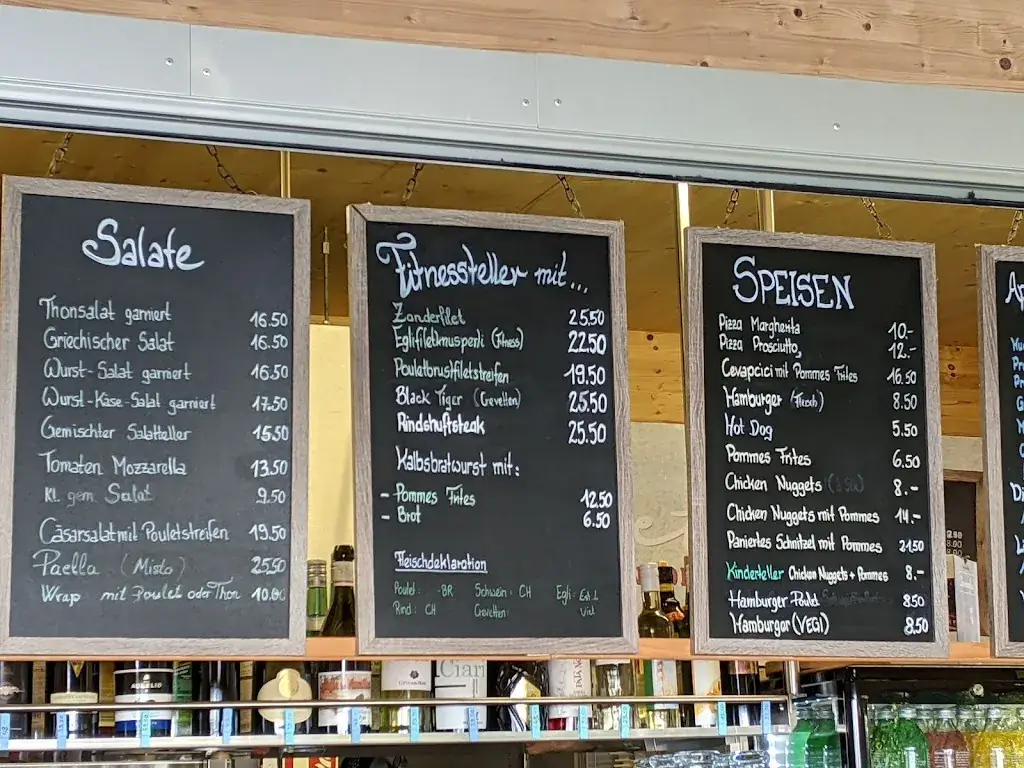 Salate
Thonsalat garniert 16.50
Griechischer Salat 16.50
Wurst-Salat garniert 16.50
Wurst-Käse-Salat garniert 17.50
Gemischter Salatteller 15.50
Tomaten Mozzarella 13.50
Kl. gem. Salat 9.50
Cäsarsalat mit Pouletstreifen 19.50
Paella (Misto) 25.50
Wrap mit Poulet oder Thon 10.00
Fitnessteller mit...
Zanderfilet 25.50
Eglifiletknusperli (Fitness) 22.50
Pouletbrustfiletstreifen 19.50
Black Tiger (Crevetten) 25.50
Rindshuftsteak 25.50
Kalbsbratwurst mit:
- Pommes Frites 12.50
- Brot 6.50
Fleischdeklaration
Poulet: -BR Schwein: CH Egli:
Rind: CH Crevetten:
SPEISEN
Pizza Margherita 10.-
Pizza Prosciutto, 12.-
Cevapcici mit Pommes Frites 16.50
Hamburger (Fleisch) 8.50
Hot Dog 5.50
Pommes Frites 6.50
Chicken Nuggets 8.-
Chicken Nuggets mit Pommes 14.-
Paniertes Schnitzel mit Pommes 21.50
Kinderteller Chicken Nuggets + Pommes 8.-
Hamburger Poulet 8.50
Hamburger (VEGI) 8.50
AURELIO
Ciari